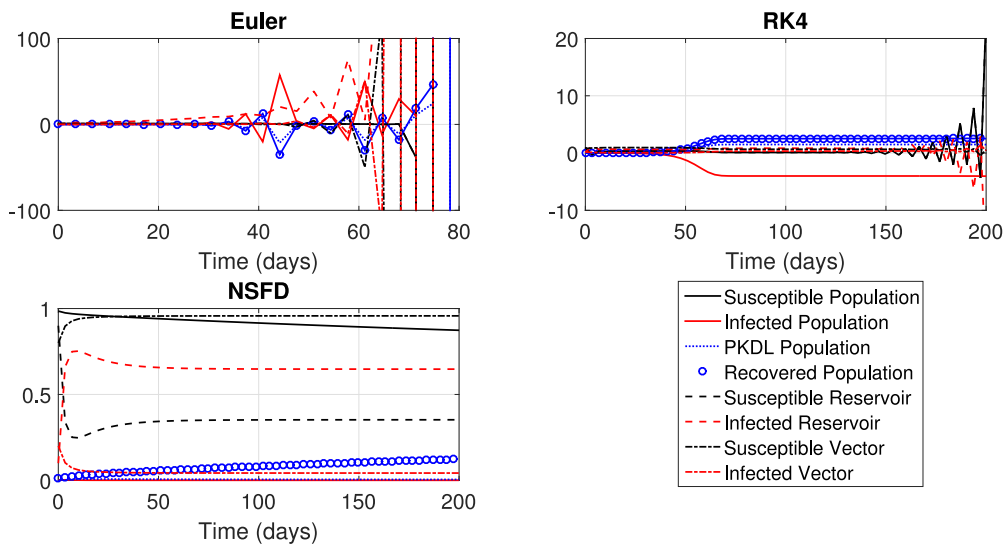 Euler
100
0
-100
0
20
40
60
80
Time (days)
RK4
20
10
0
-10
0
50
100
150
200
Time (days)
NSFD
1
0.5
0
0
50
100
150
200
Time (days)
Susceptible Population
Infected Population
PKDL Population
Recovered Population
Susceptible Reservoir
Infected Reservoir
Susceptible Vector
Infected Vector